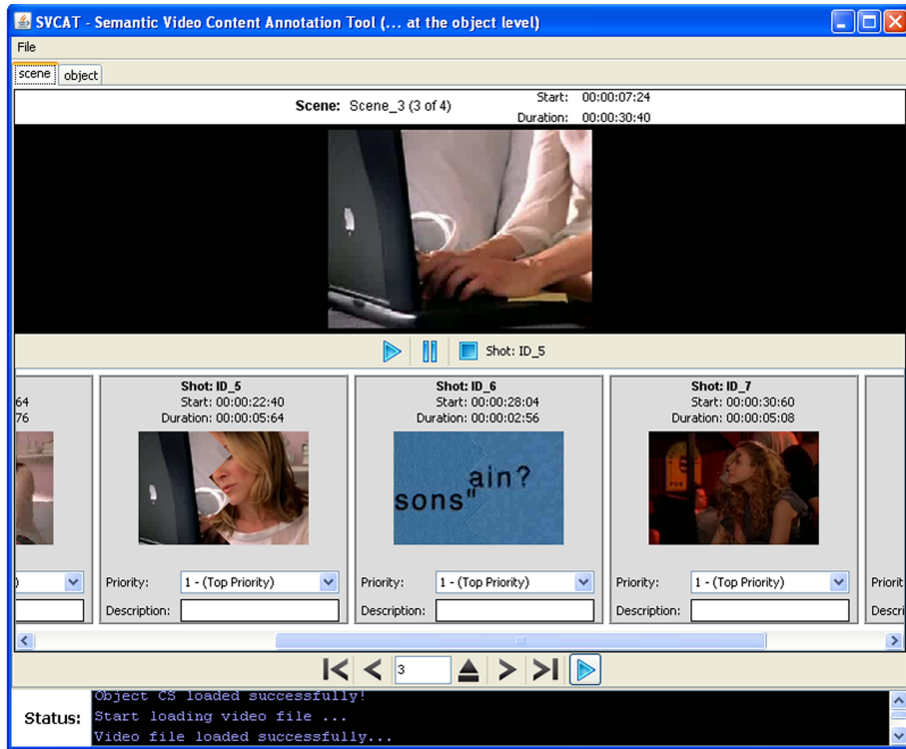 SVCAT - Semantic Video Content Annotation Tool (... at the object level)
File
scene object
Scene: Scene_3 (3 of 4)
Start: 00:00:07:24
Duration: 00:00:30:40
Shot: ID_5
64
76
)
Shot: ID_5
Start: 00:00:22:40
Duration: 00:00:05:64
Priority: 1 - (Top Priority)
Description:
Shot: ID_6
Start: 00:00:28:04
Duration: 00:00:02:56
ain?
sons"
Priority: 1 - (Top Priority)
Description:
Shot: ID_7
Start: 00:00:30:60
Duration: 00:00:05:08
Priority: 1 - (Top Priority)
Description:
Priorit
Descri
3
Status:
Object CS loaded successfully!
Start loading video file ...
Video file loaded successfully...